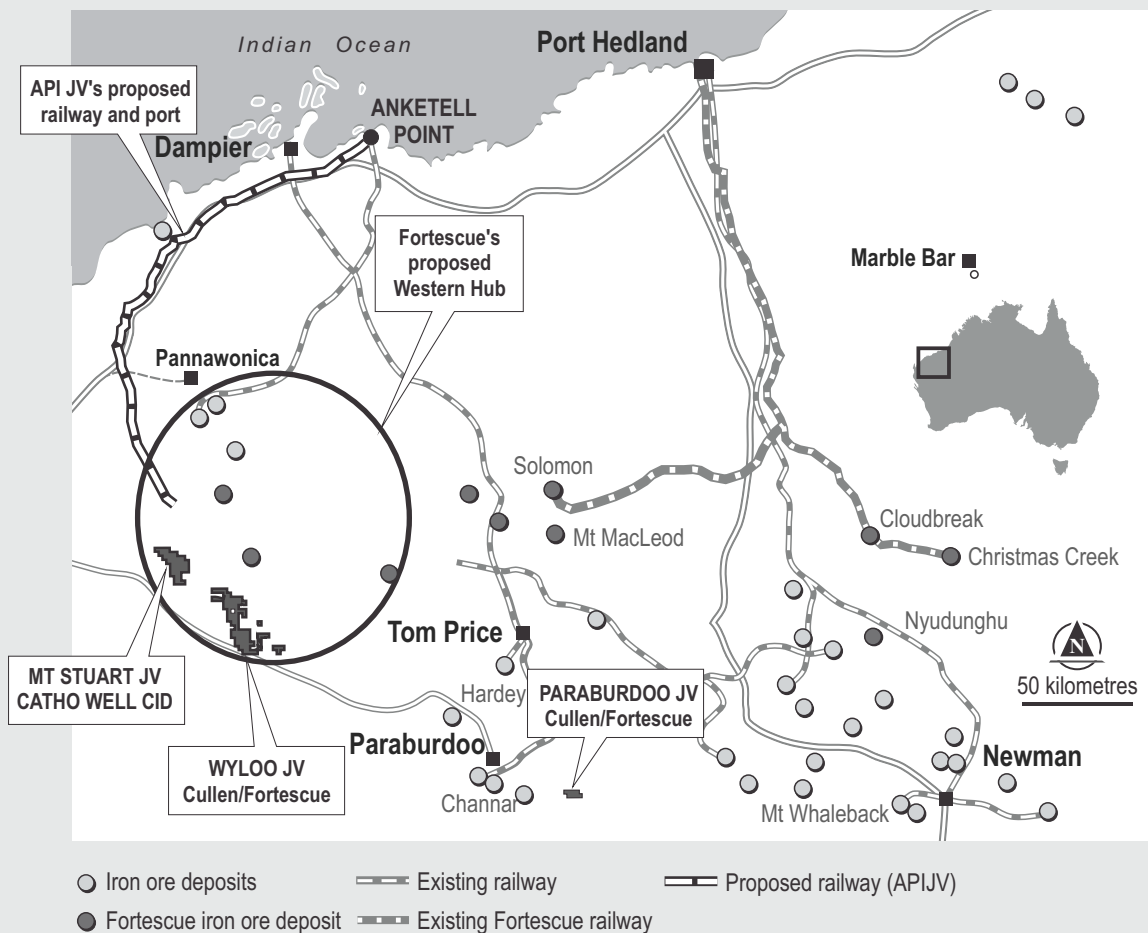 Indian Ocean
Port Hedland
API JV's proposed
railway and port
ANKETELL
POINT
Dampier
Fortescue's
proposed
Western Hub
Marble Bar
Pannawonica
Solomon
Mt MacLeod
Cloudbreak
Christmas Creek
Tom Price
Nyudunghu
N
50 kilometres
MT STUART JV
CATHO WELL CID
Hardey
PARABURDOO JV
Cullen/Fortescue
WYLOO JV
Cullen/Fortescue
Paraburdoo
Channar
Newman
Mt Whaleback
Iron ore deposits
Existing railway
Proposed railway (APIJV)
Fortescue iron ore deposit
Existing Fortescue railway